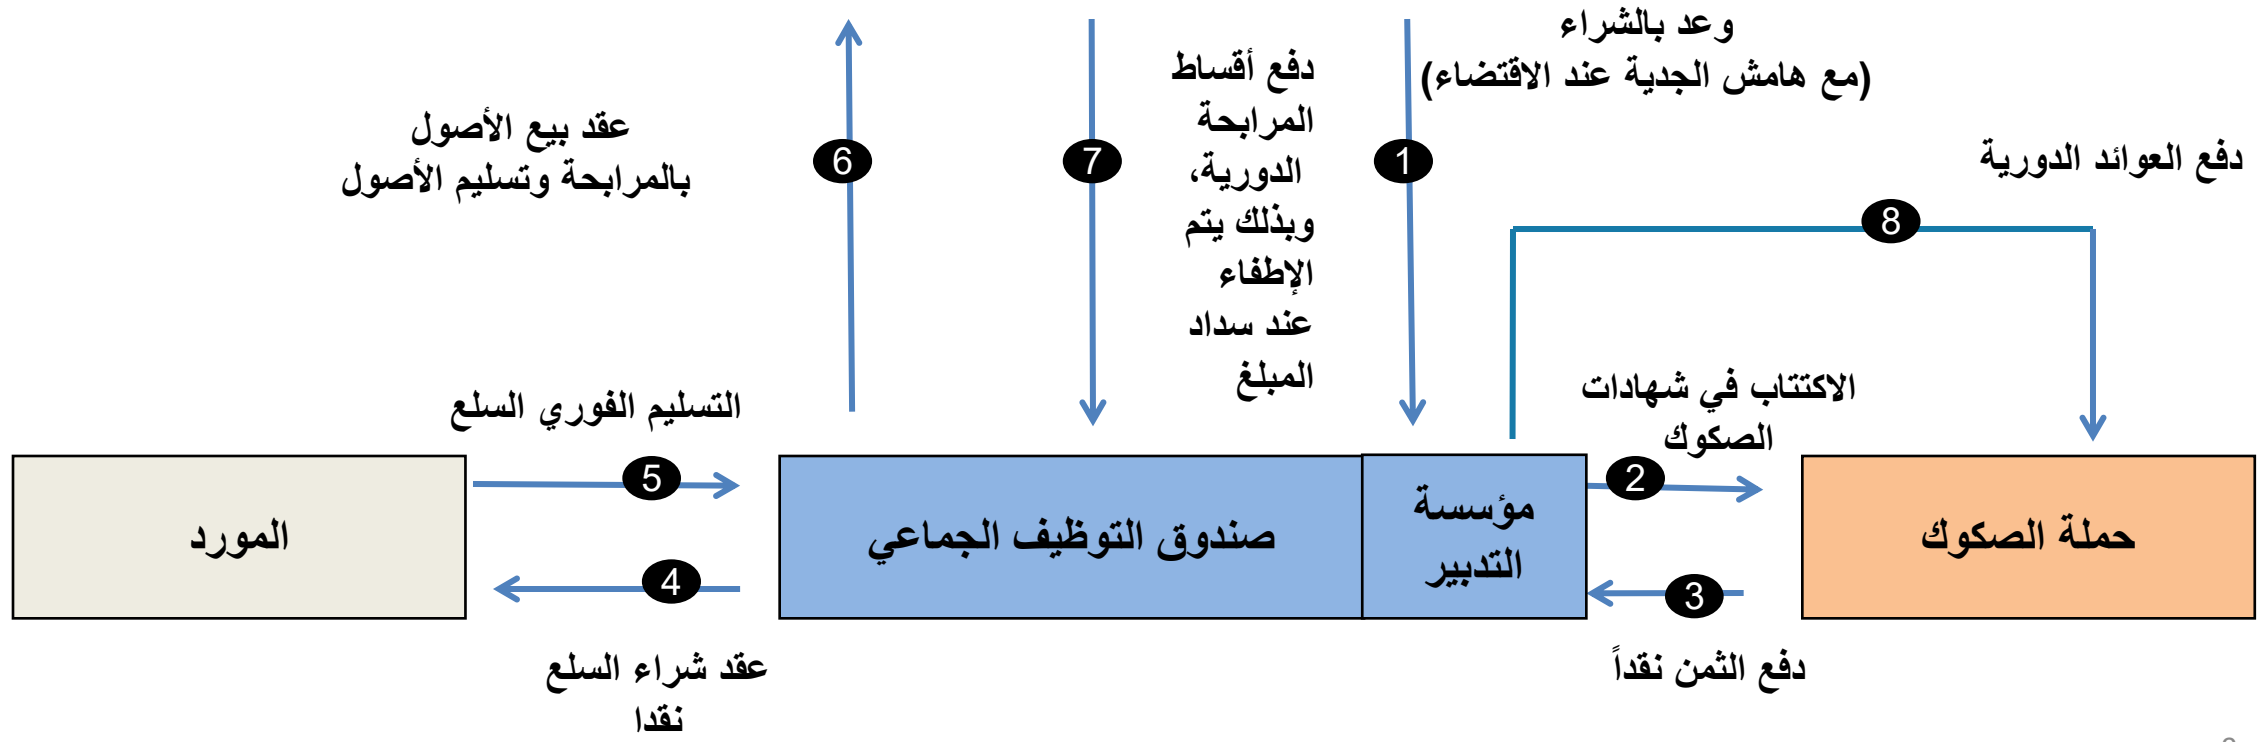 وعد بالشراء
(مع هامش الجدية عند الاقتضاء)
1
دفع أقساط
المرابحة
الدورية،
وبذلك يتم
الإطفاء
عند سداد
المبلغ
7
6
عقد بيع الأصول
بالمرابحة وتسليم الأصول
دفع العوائد الدورية
8
الاكتتاب في شهادات
الصكوك
2
التسليم الفوري السلع
5
حملة الصكوك
مؤسسة
التدبير
صندوق التوظيف الجماعي
المورد
3
4
دفع الثمن نقداً
عقد شراء السلع
نقدا